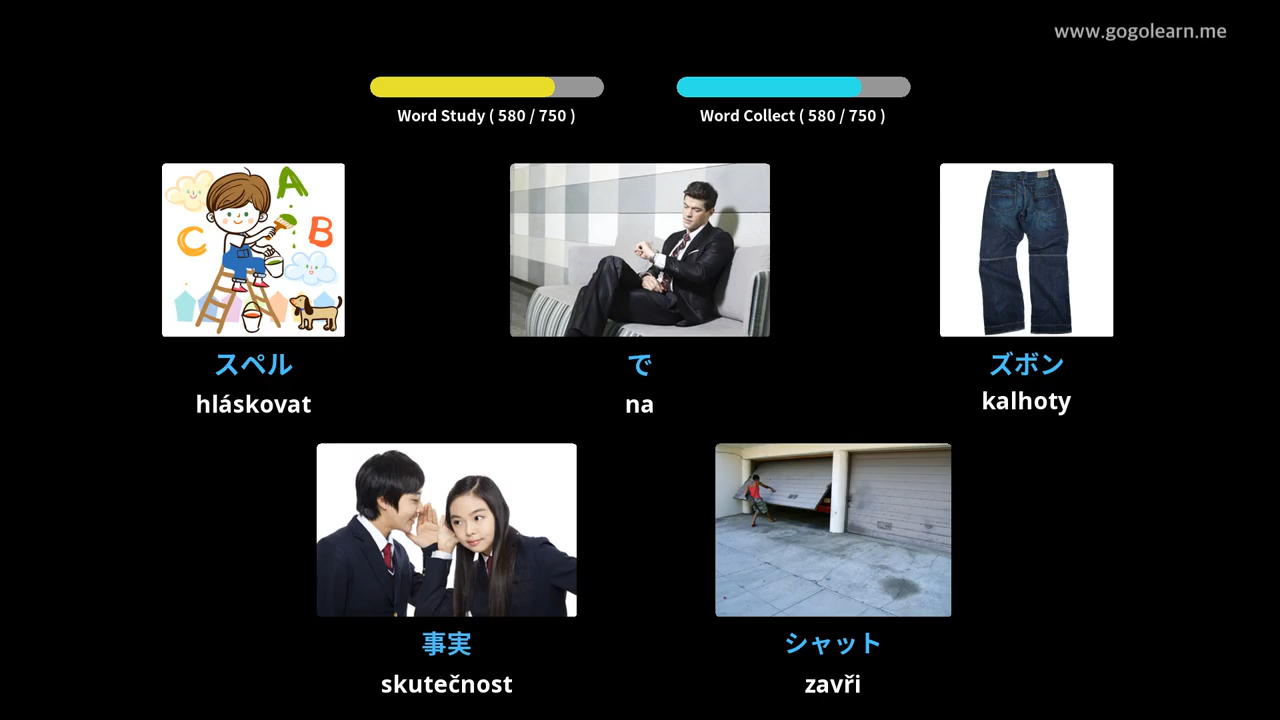 www.gogolearn.me
Word Study ( 580 / 750 )
Word Collect ( 580 / 750 )
A
B
C
スペル
hláskovat
で
na
ズボン
kalhoty
事実
skutečnost
シャット
zavři